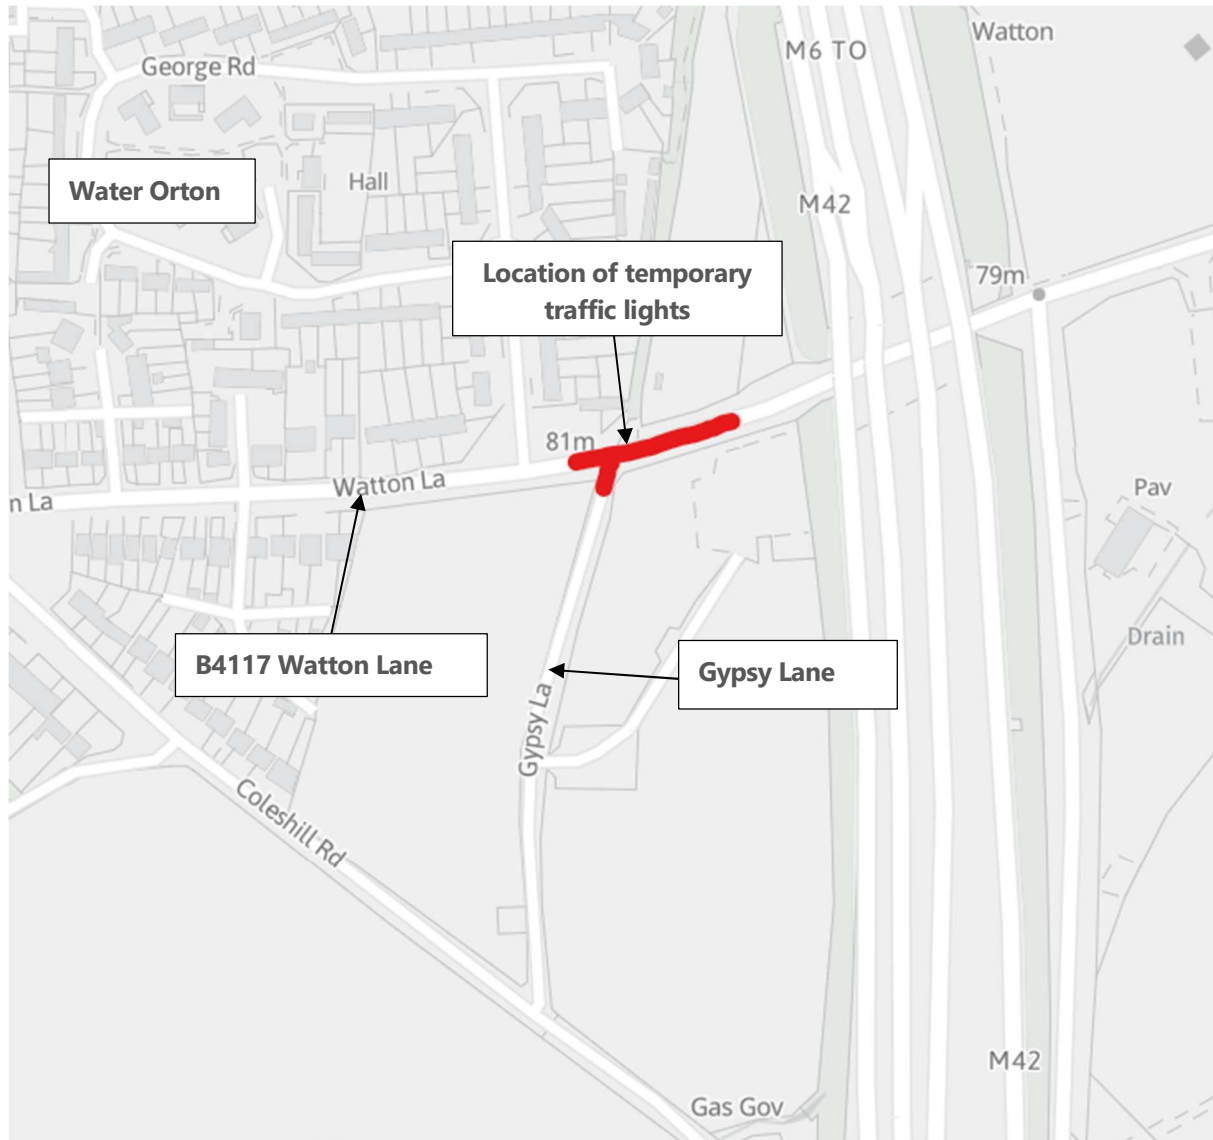 Watton
M6 TO
George Rd
Hall
Water Orton
M42
Location of temporary
traffic lights
79m
81m
Watton La
n La
Pav
Drain
B4117 Watton Lane
Gypsy Lane
Gypsy La
Coleshill Rd
M42
Gas Gov